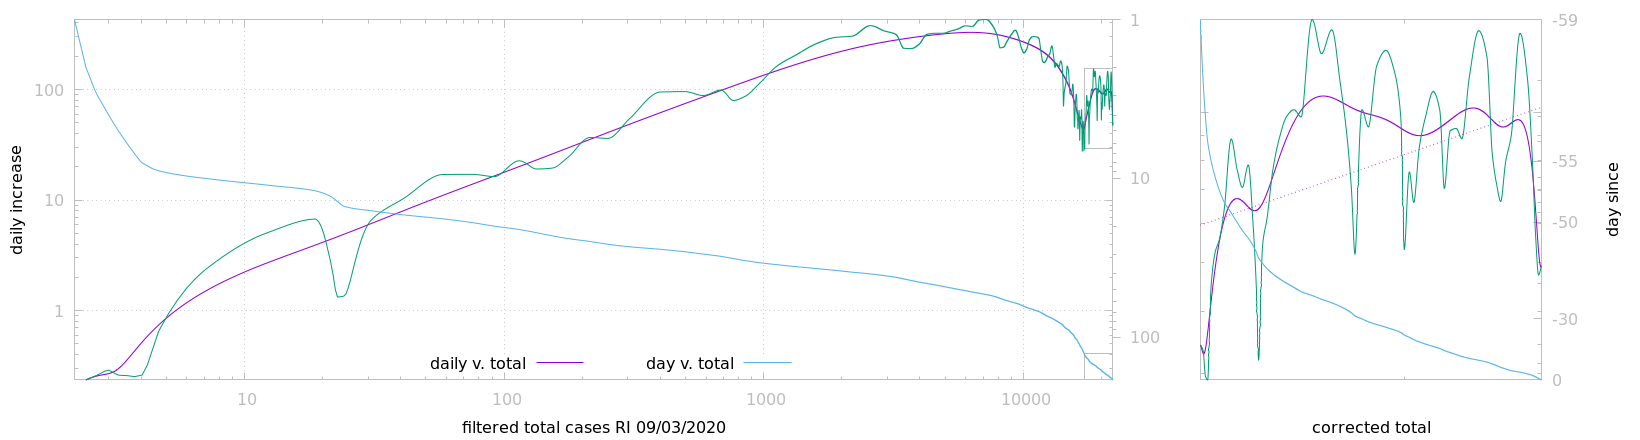 daily increase
100
10
1
1
10
100
daily v. total
day v. total
10
100
1000
10000
filtered total cases RI 09/03/2020
-59
-55
-50
-30
0
day since
corrected total